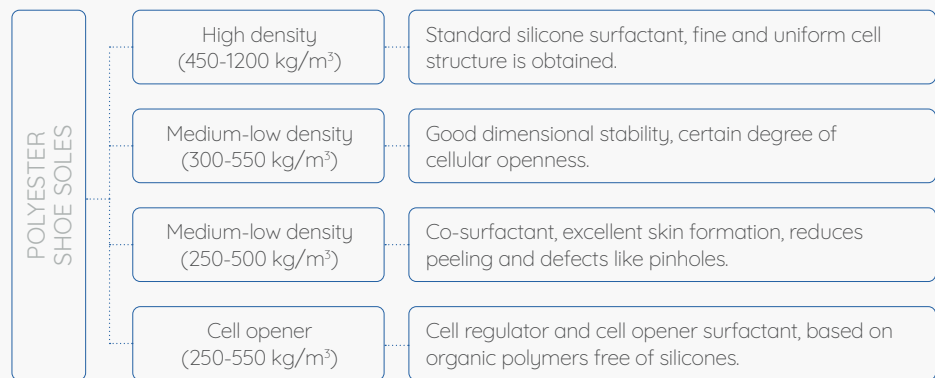 POLYESTER
SHOE SOLES
High density
(450-1200 kg/m³)
Standard silicone surfactant, fine and uniform cell
structure is obtained.
Medium-low density
(300-550 kg/m³)
Good dimensional stability, certain degree of
cellular openness.
Medium-low density
(250-500 kg/m³)
Co-surfactant, excellent skin formation, reduces
peeling and defects like pinholes.
Cell opener
(250-550 kg/m³)
Cell regulator and cell opener surfactant, based on
organic polymers free of silicones.